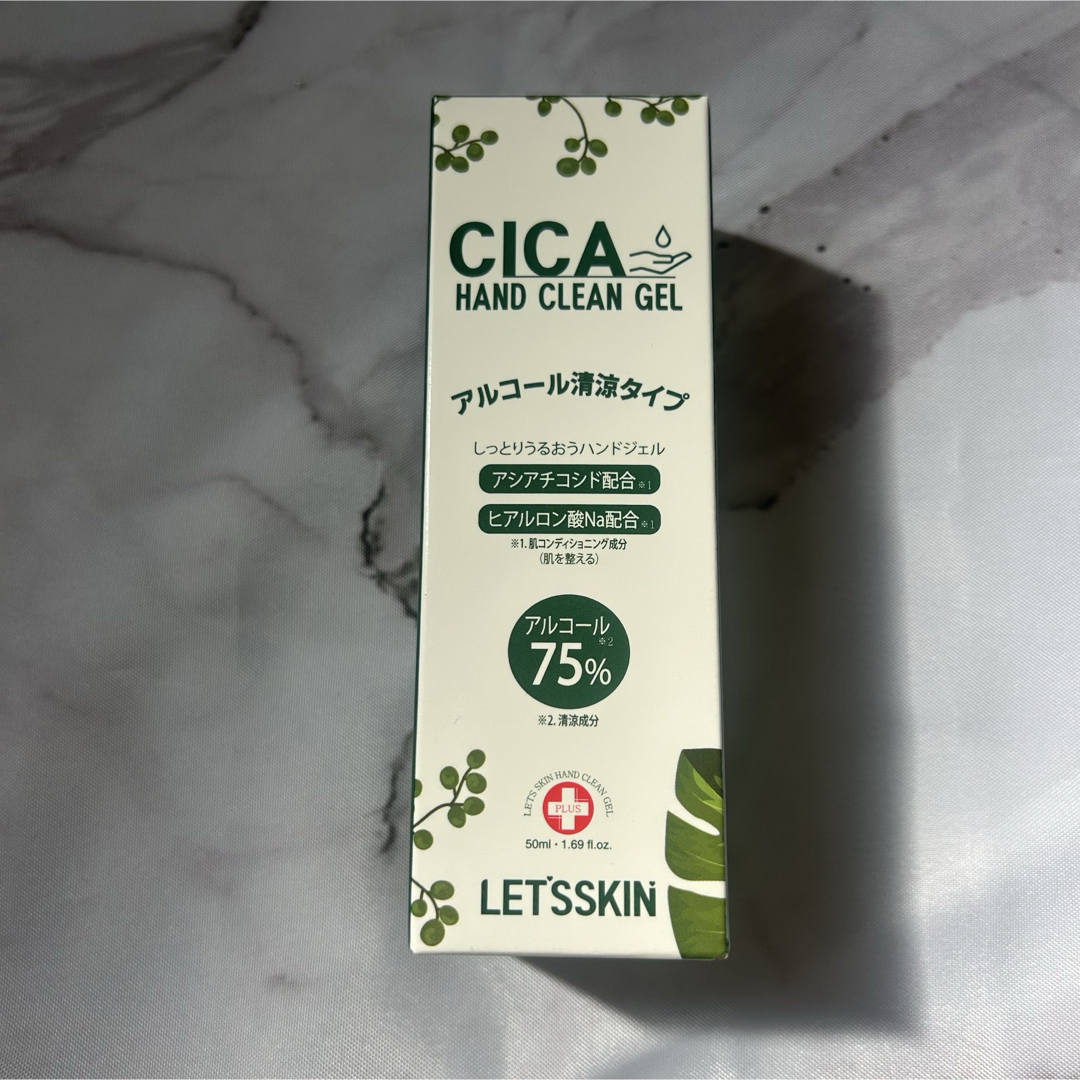 CICA
HAND CLEAN GEL
アルコール清涼タイプ
しっとりうるおうハンドジェル
アシアチコシド配合※1
ヒアルロン酸Na配合※1
※1. 肌コンディショニング成分
(肌を整える)
アルコール
※2
75%
※2. 清涼成分
LETS SKIN HAND CLEAN GEL
PLUS
50ml・1.69 fl.oz.
LET'SSKIN